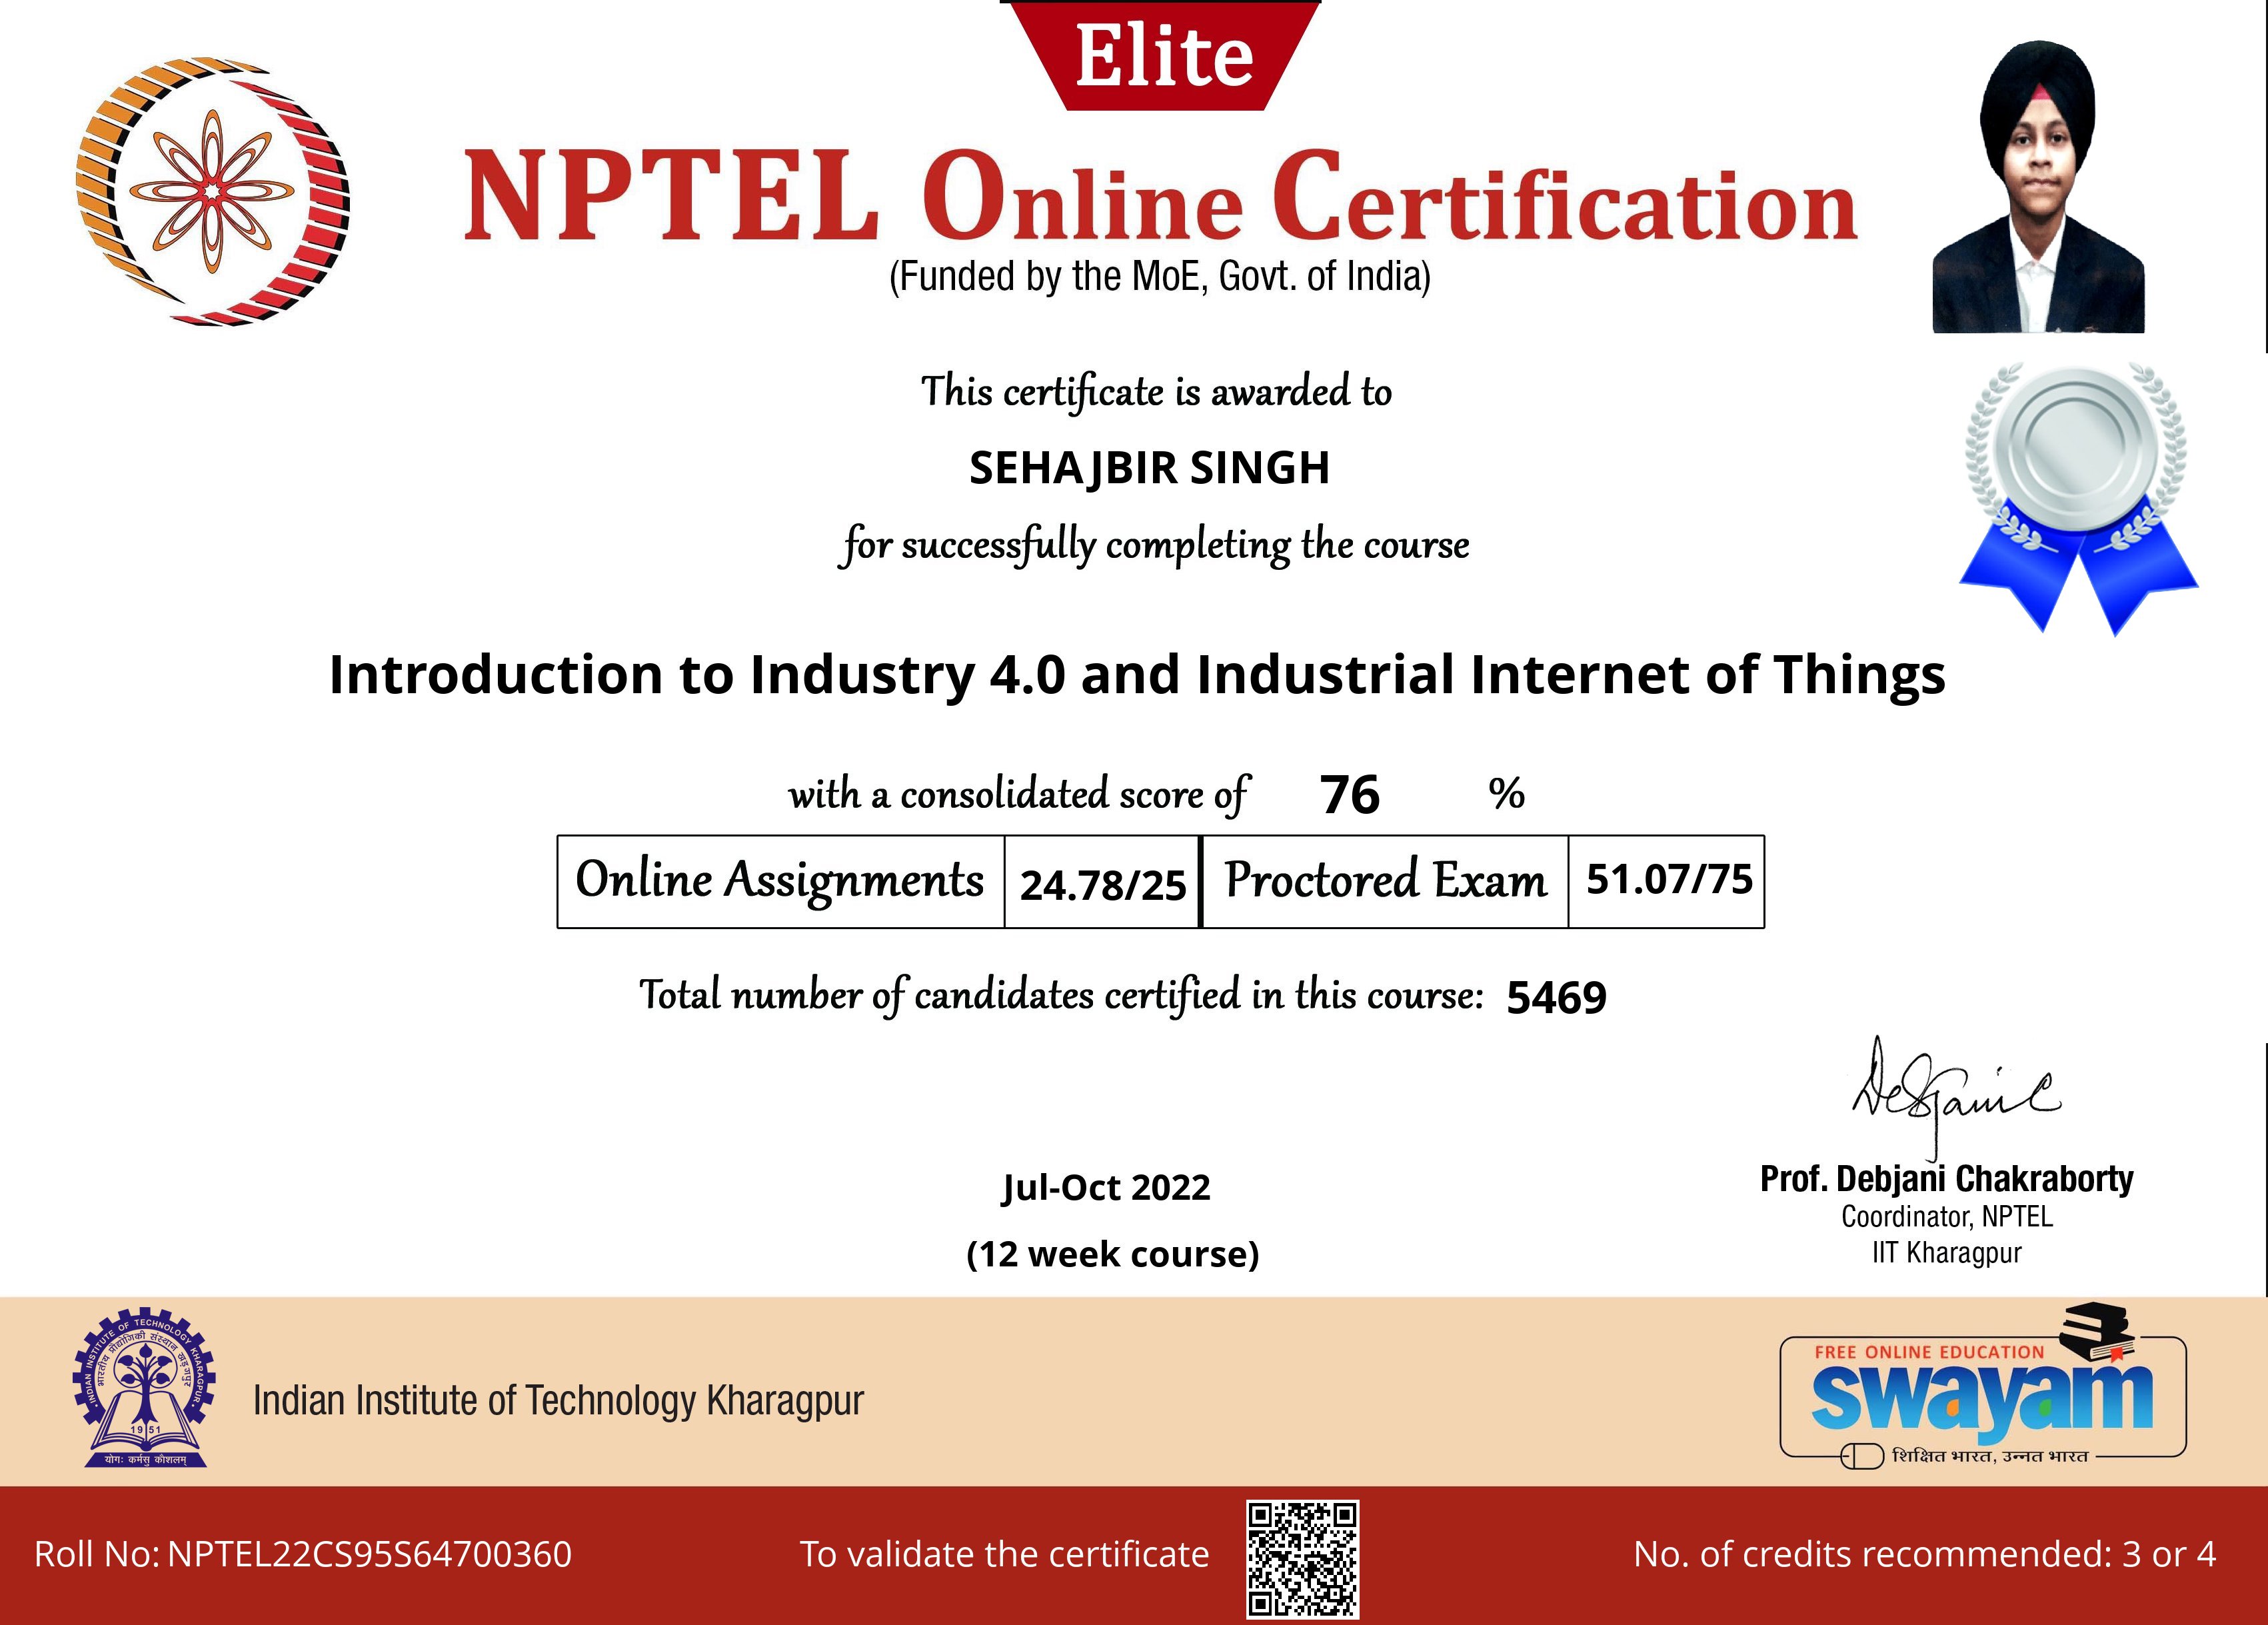 Elite
NPTEL Online Certification
(Funded by the MoE, Govt. of India)
This certificate is awarded to
SEHAJBIR SINGH
for successfully completing the course
Introduction to Industry 4.0 and Industrial Internet of Things
with a consolidated score of 76 %
Online Assignments 24.78/25 Proctored Exam 51.07/75
Total number of candidates certified in this course: 5469
Jul-Oct 2022
(12 week course)
Prof. Debjani Chakraborty
Coordinator, NPTEL
IIT Kharagpur
INDIAN INSTITUTE OF TECHNOLOGY KHARAGPUR
भारतीय प्रौद्योगिकी संस्थान खड़गपुर
1951
योगः कर्मसु कौशलम्
Indian Institute of Technology Kharagpur
FREE ONLINE EDUCATION
swayam
शिक्षित भारत, उन्नत भारत
Roll No: NPTEL22CS95S64700360
To validate the certificate
No. of credits recommended: 3 or 4